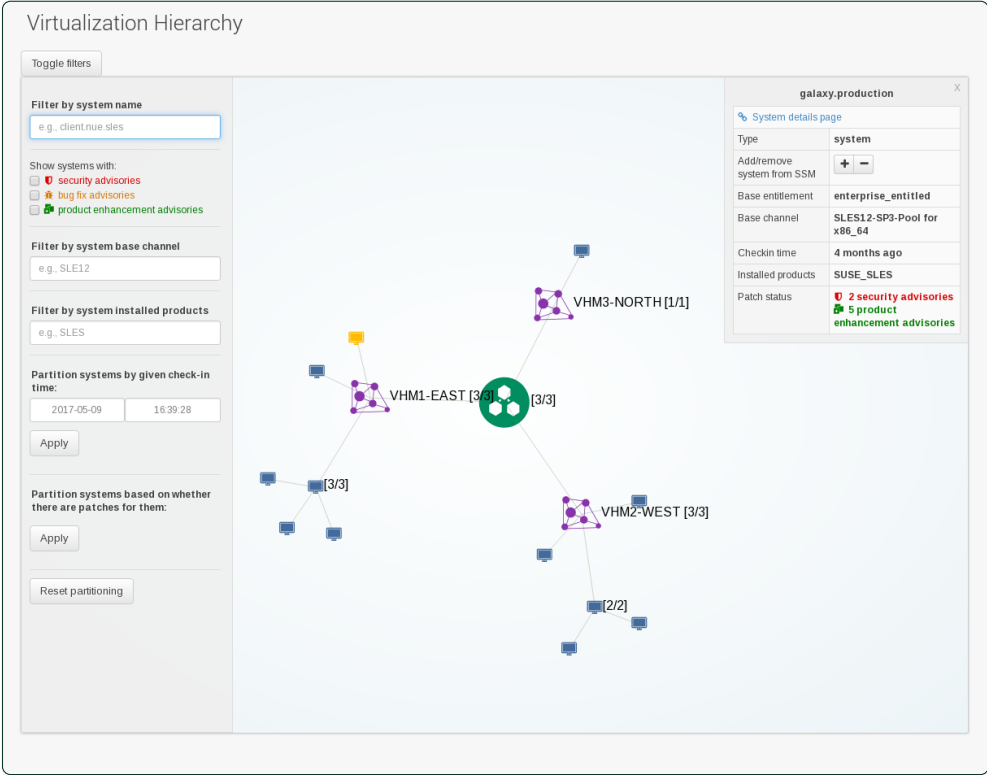 Virtualization Hierarchy
Toggle filters
Filter by system name
e.g., client.nue.sles
Show systems with:
security advisories
bug fix advisories
product enhancement advisories
Filter by system base channel
e.g., SLE12
Filter by system installed products
e.g., SLES
Partition systems by given check-in
time:
2017-05-09 16:39:28
Apply
Partition systems based on whether
there are patches for them:
Apply
Reset partitioning
VHM3-NORTH [1/1]
VHM1-EAST [3/3]
[3/3]
[3/3]
VHM2-WEST [3/3]
[2/2]
X
galaxy.production
System details page
Type system
Add/remove
system from SSM
Base entitlement enterprise_entitled
Base channel SLES12-SP3-Pool for
x86_64
Checkin time 4 months ago
Installed products SUSE_SLES
Patch status 2 security advisories
5 product
enhancement advisories